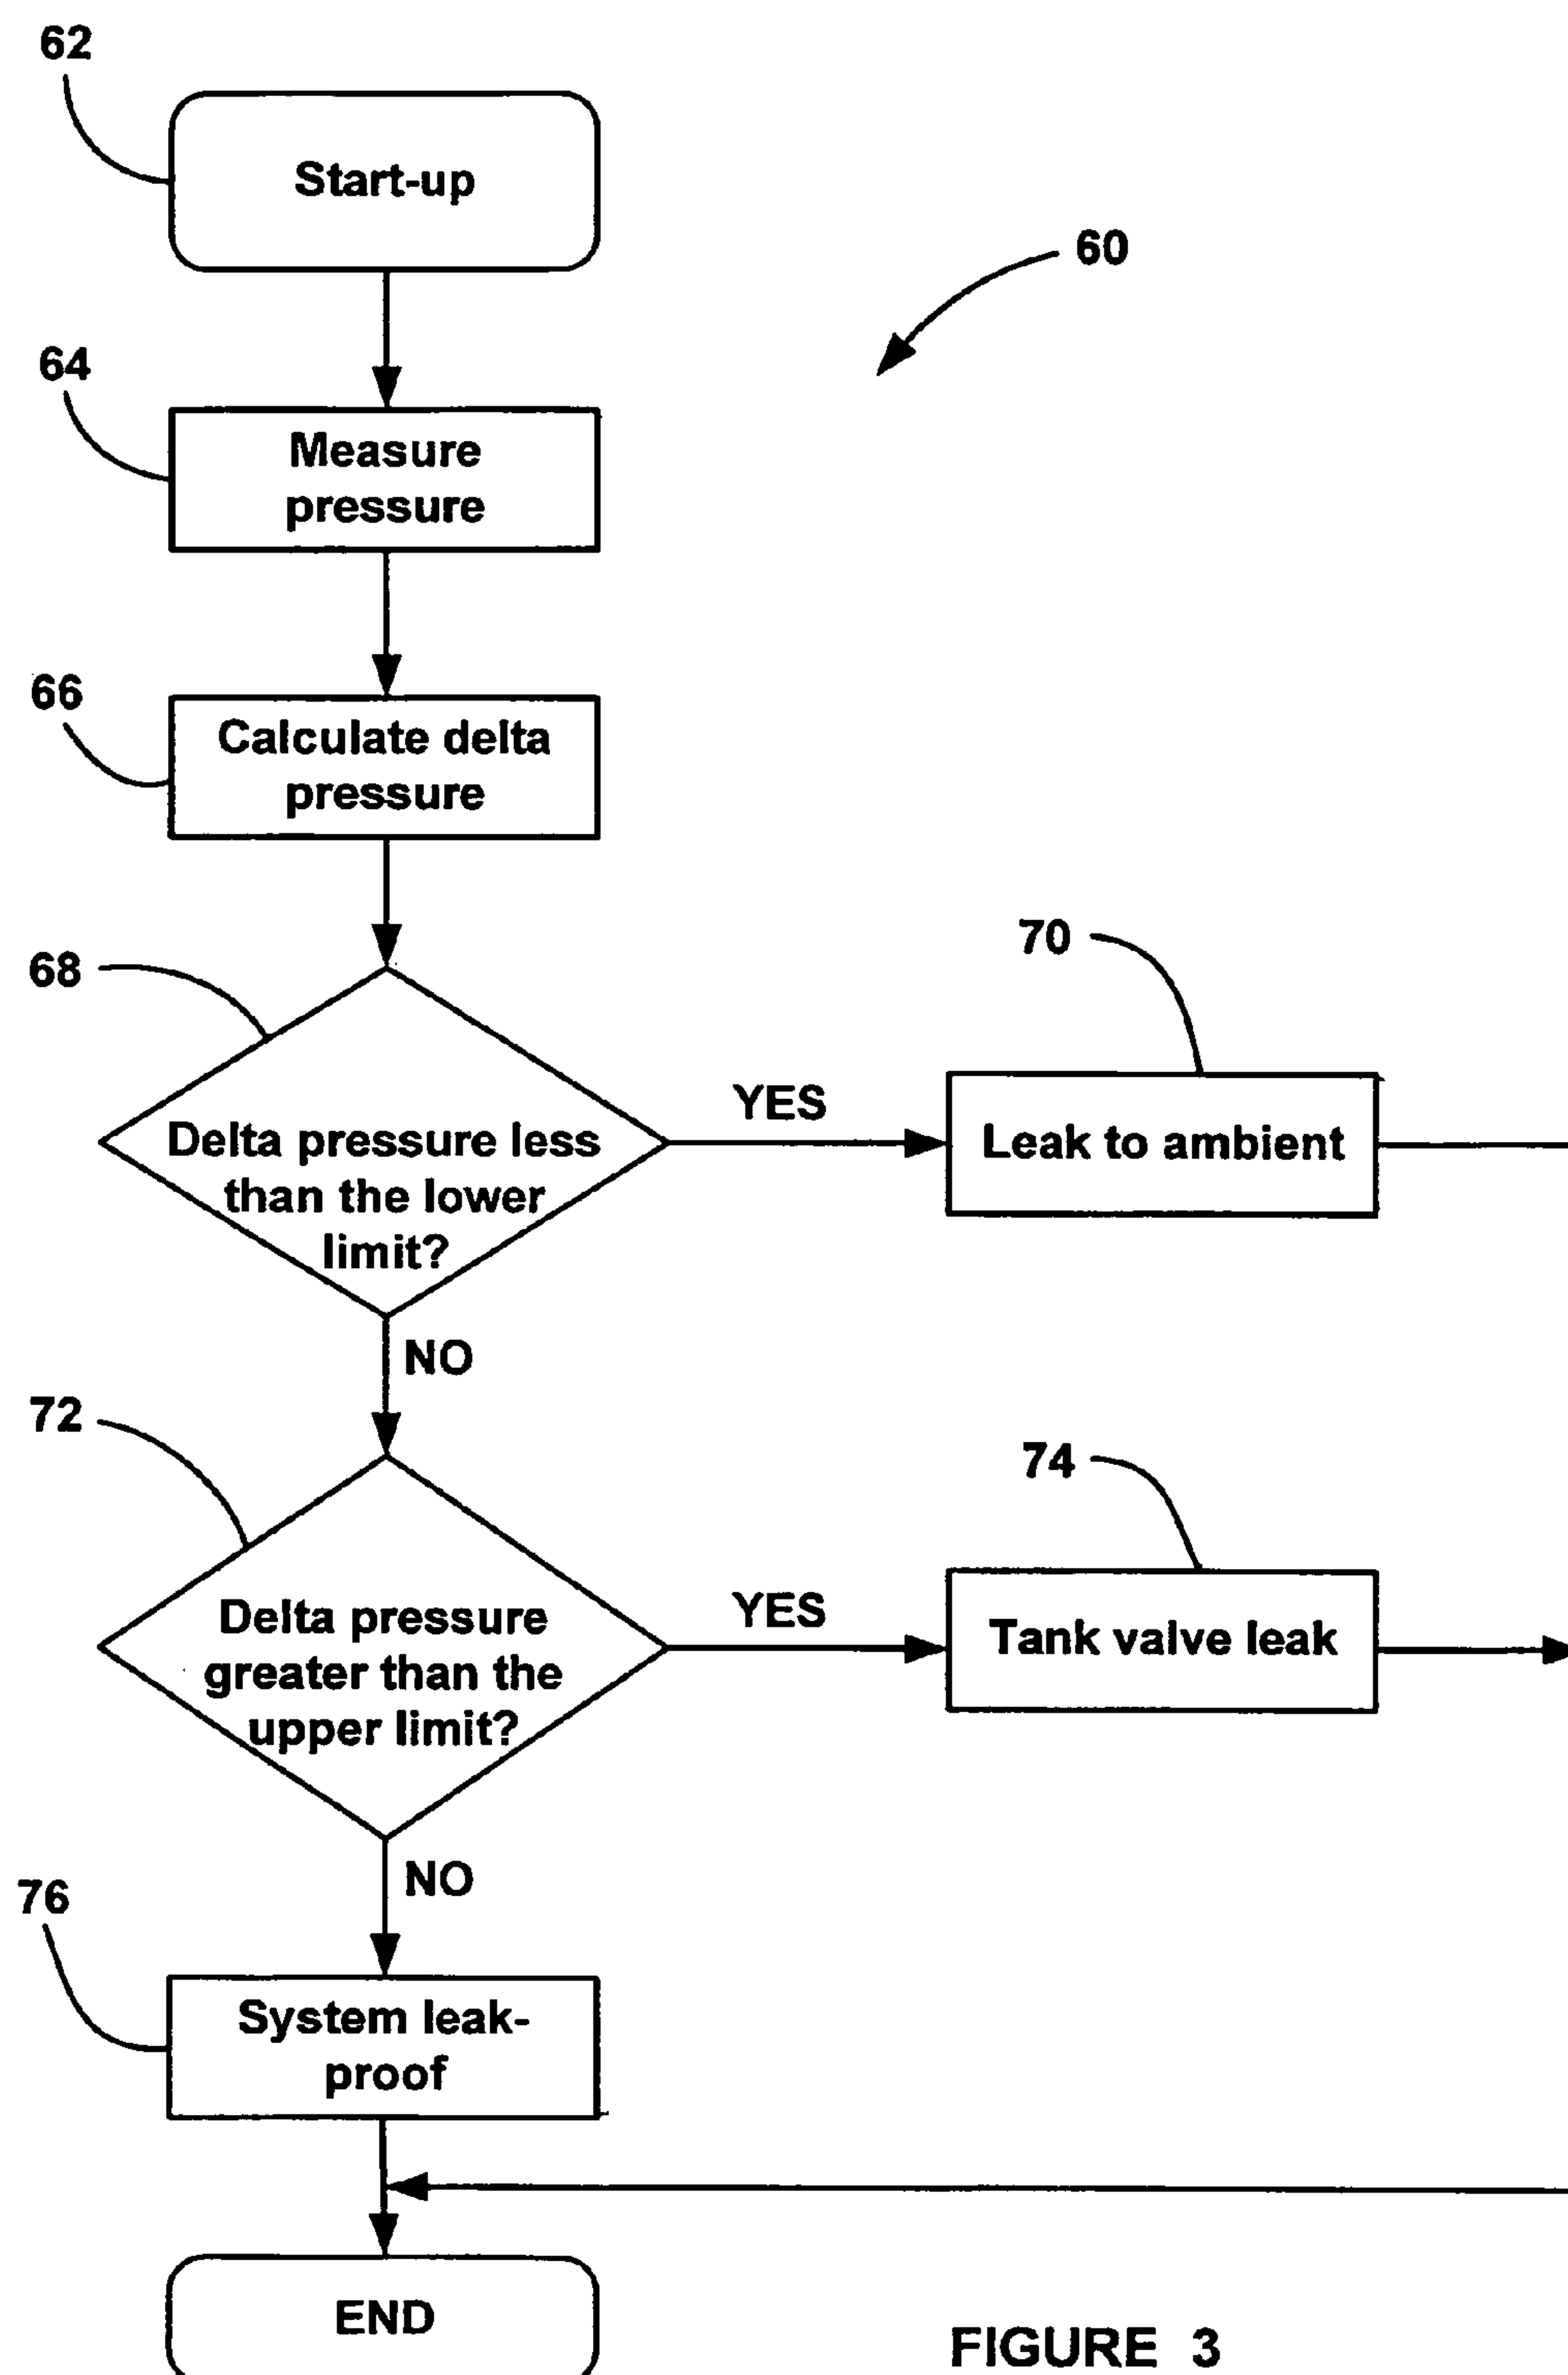 62
Start-up
60
64
Measure
pressure
66
Calculate delta
pressure
68
Delta pressure less
than the lower
limit?
YES
70
Leak to ambient
NO
72
Delta pressure
greater than the
upper limit?
YES
74
Tank valve leak
NO
76
System leak-
proof
END
FIGURE 3